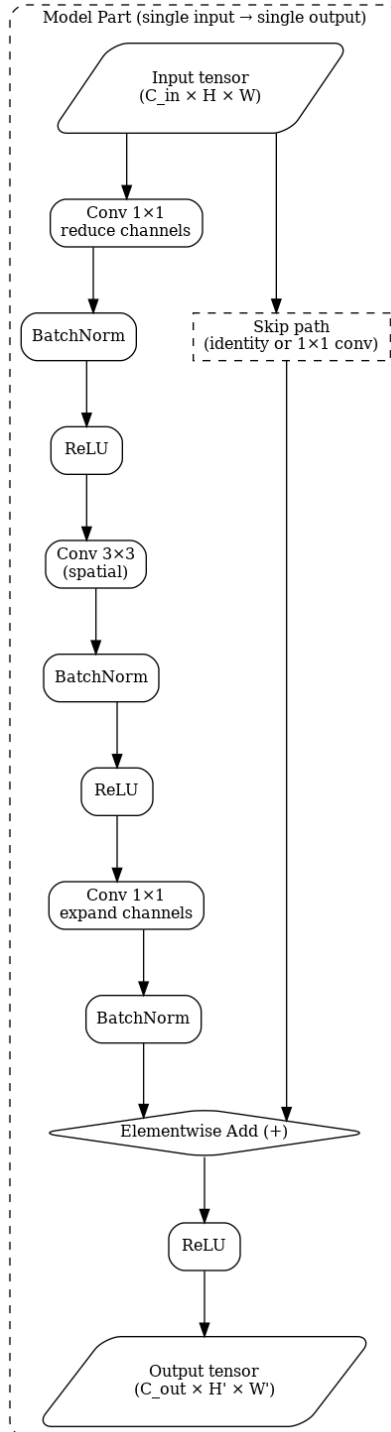 Model Part (single input → single output)
Input tensor
(C_in × H × W)
Conv 1×1
reduce channels
BatchNorm
Skip path
(identity or 1×1 conv)
ReLU
Conv 3×3
(spatial)
BatchNorm
ReLU
Conv 1×1
expand channels
BatchNorm
Elementwise Add (+)
ReLU
Output tensor
(C_out × H' × W')